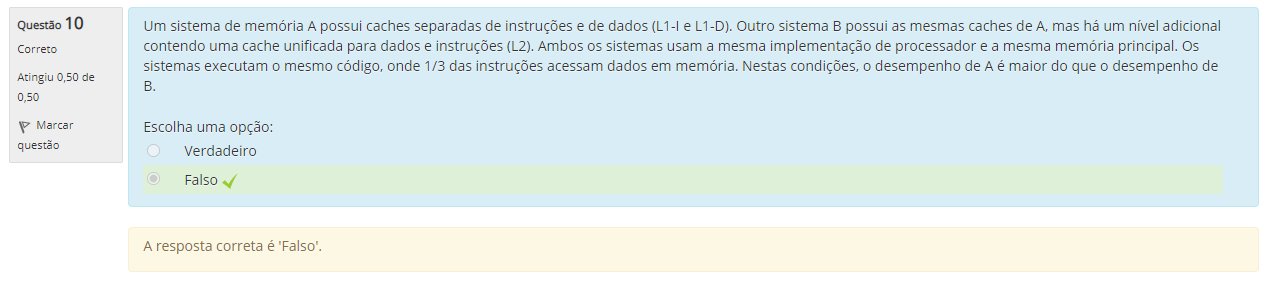 Questão 10
Correto
Atingiu 0,50 de
0,50
Marcar
questão
Um sistema de memória A possui caches separadas de instruções e de dados (L1-I e L1-D). Outro sistema B possui as mesmas caches de A, mas há um nível adicional
contendo uma cache unificada para dados e instruções (L2). Ambos os sistemas usam a mesma implementação de processador e a mesma memória principal. Os
sistemas executam o mesmo código, onde 1/3 das instruções acessam dados em memória. Nestas condições, o desempenho de A é maior do que o desempenho de
B.
Escolha uma opção:
Verdadeiro
Falso
A resposta correta é 'Falso'.